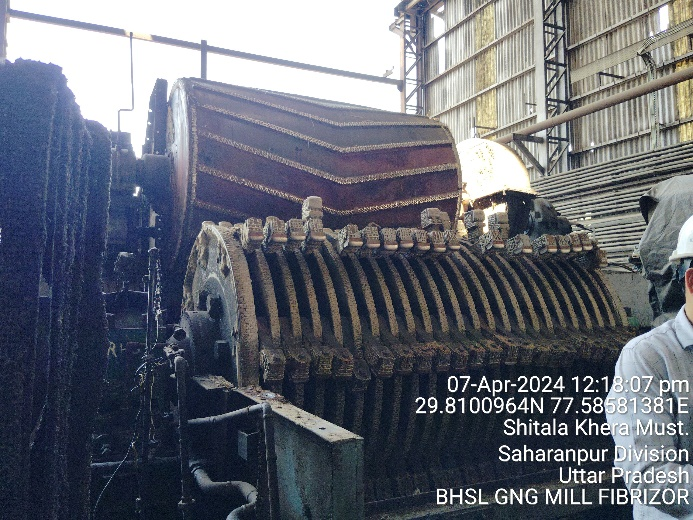 07-Apr-2024 12:18:07 pm
29.8100964N 77.58581381E
Shitala Khera Must.
Saharanpur Division
Uttar Pradesh
BHSL GNG MILL FIBRIZOR